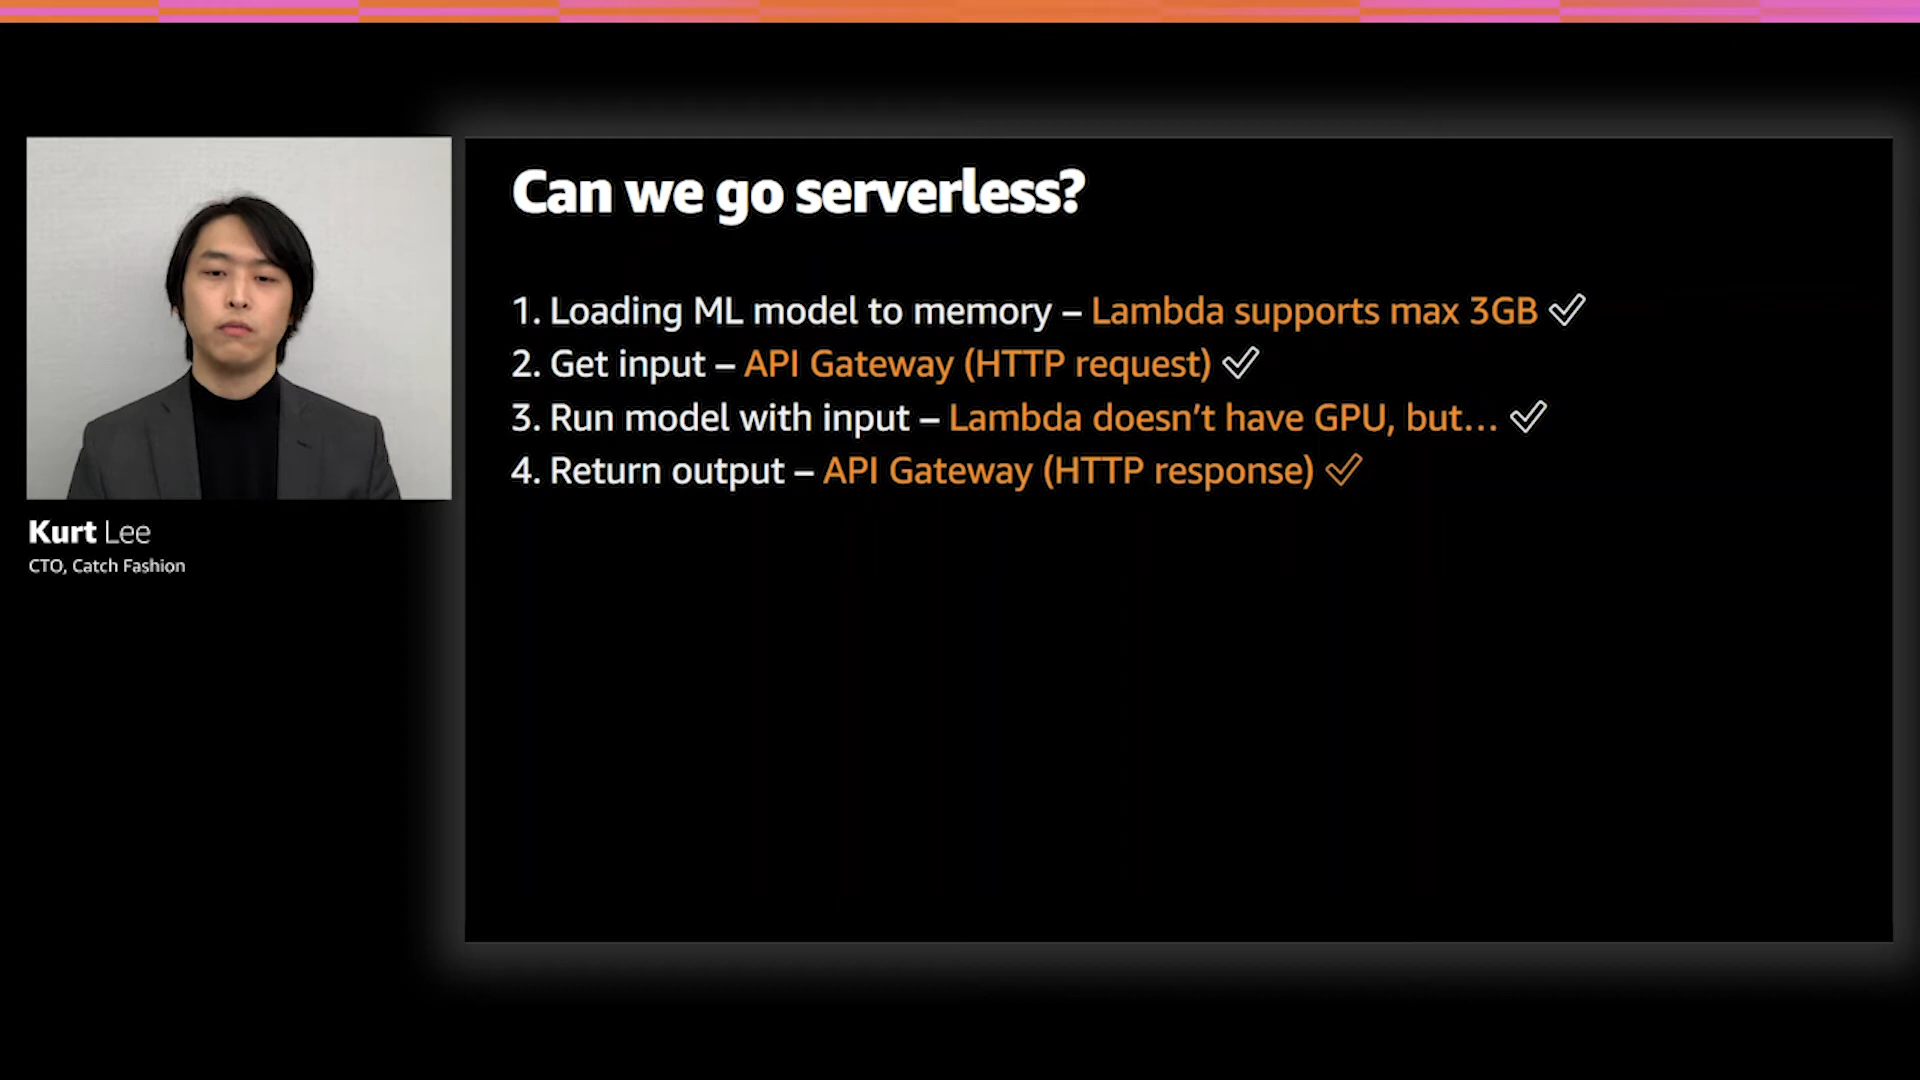 Can we go serverless?
1. Loading ML model to memory – Lambda supports max 3GB ✓
2. Get input – API Gateway (HTTP request) ✓
3. Run model with input – Lambda doesn’t have GPU, but… ✓
4. Return output – API Gateway (HTTP response) ✓
Kurt Lee
CTO, Catch Fashion